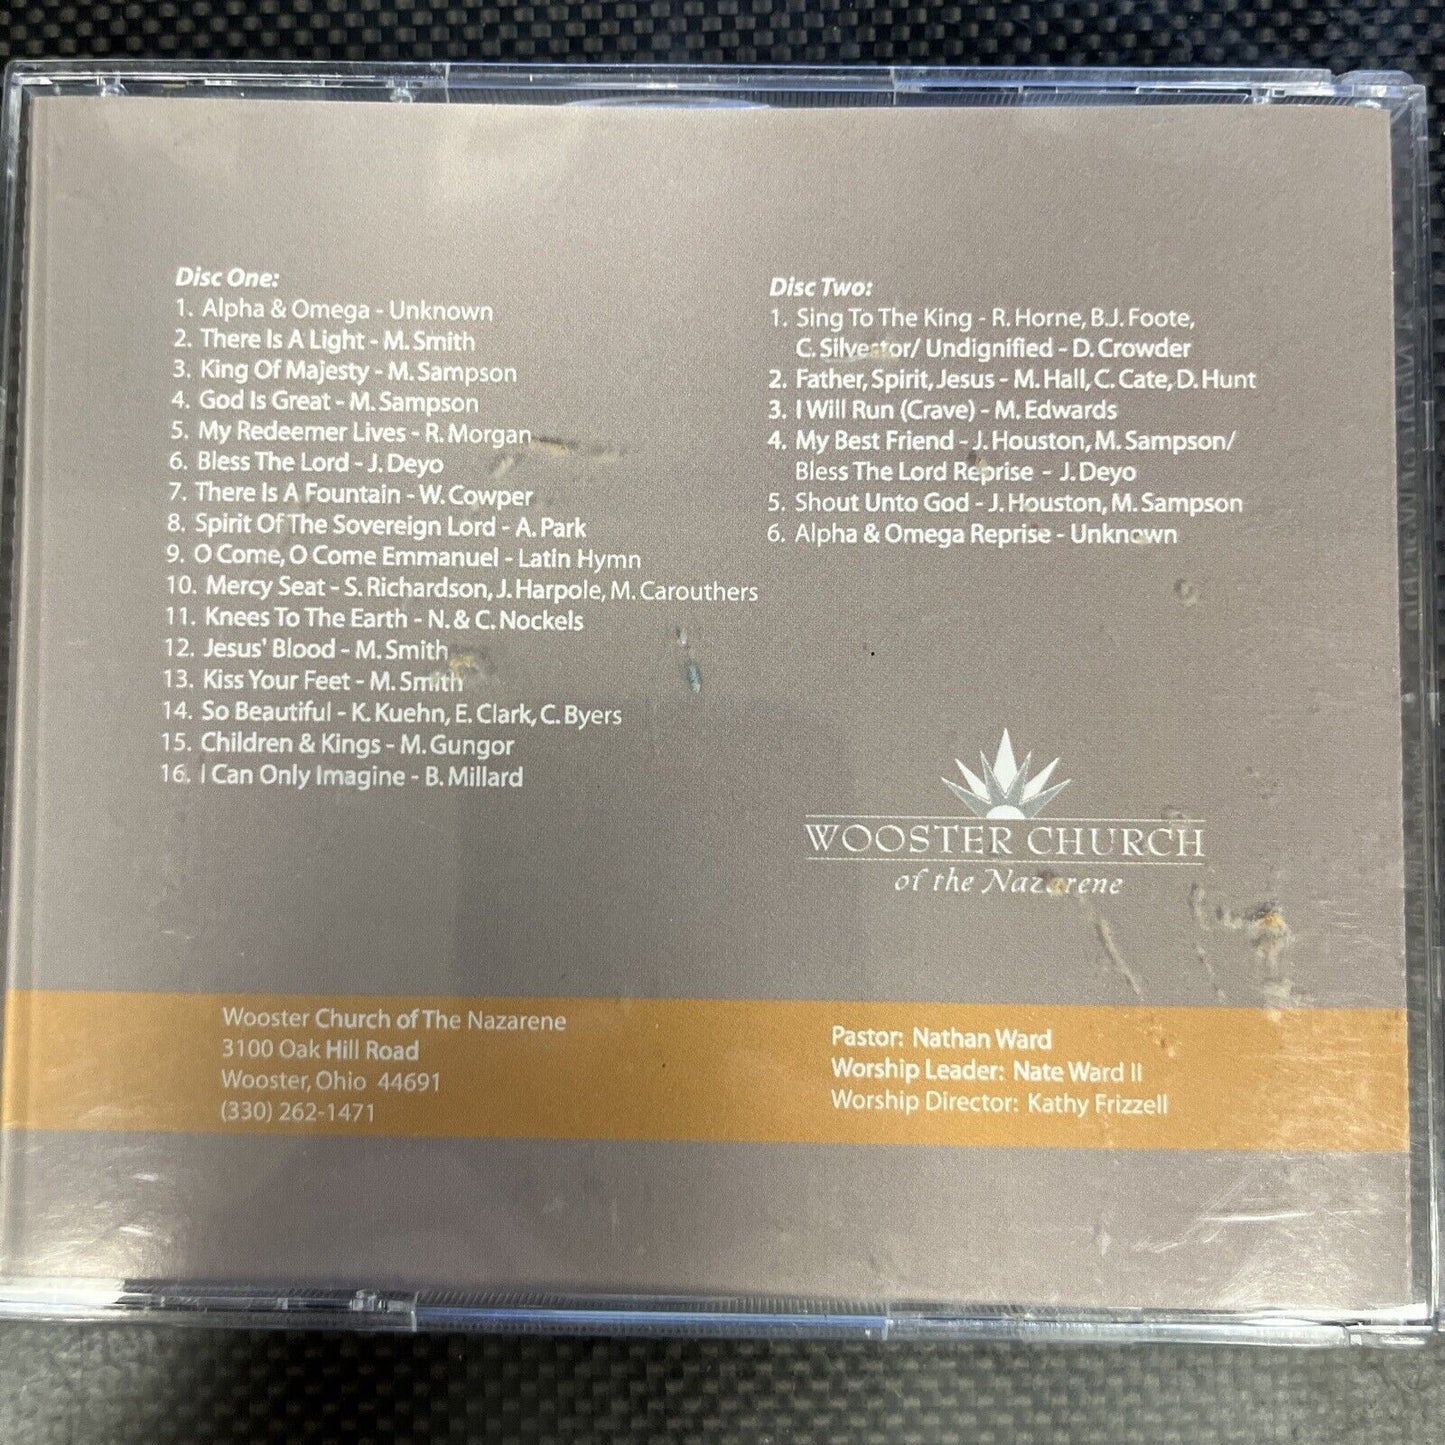 Disc One:
1. Alpha & Omega - Unknown
2. There Is A Light - M. Smith
3. King Of Majesty - M. Sampson
4. God Is Great - M. Sampson
5. My Redeemer Lives - R. Morgan
6. Bless The Lord - J. Deyo
7. There Is A Fountain - W. Cowper
8. Spirit Of The Sovereign Lord - A. Park
9. O Come, O Come Emmanuel - Latin Hymn
10. Mercy Seat - S. Richardson, J. Harpole, M. Carouthers
11. Knees To The Earth - N. & C. Nockels
12. Jesus' Blood - M. Smith
13. Kiss Your Feet - M. Smith
14. So Beautiful - K. Kuehn, E. Clark, C. Byers
15. Children & Kings - M. Gungor
16. I Can Only Imagine - B. Millard
Disc Two:
1. Sing To The King - R. Horne, B.J. Foote,
C. Silvestor/ Undignified - D. Crowder
2. Father, Spirit, Jesus - M. Hall, C. Cate, D. Hunt
3. I Will Run (Crave) - M. Edwards
4. My Best Friend - J. Houston, M. Sampson/
Bless The Lord Reprise - J. Deyo
5. Shout Unto God - J. Houston, M. Sampson
6. Alpha & Omega Reprise - Unknown
WOOSTER CHURCH
of the Nazarene
Wooster Church of The Nazarene
3100 Oak Hill Road
Wooster, Ohio 44691
(330) 262-1471
Pastor: Nathan Ward
Worship Leader: Nate Ward II
Worship Director: Kathy Frizzell